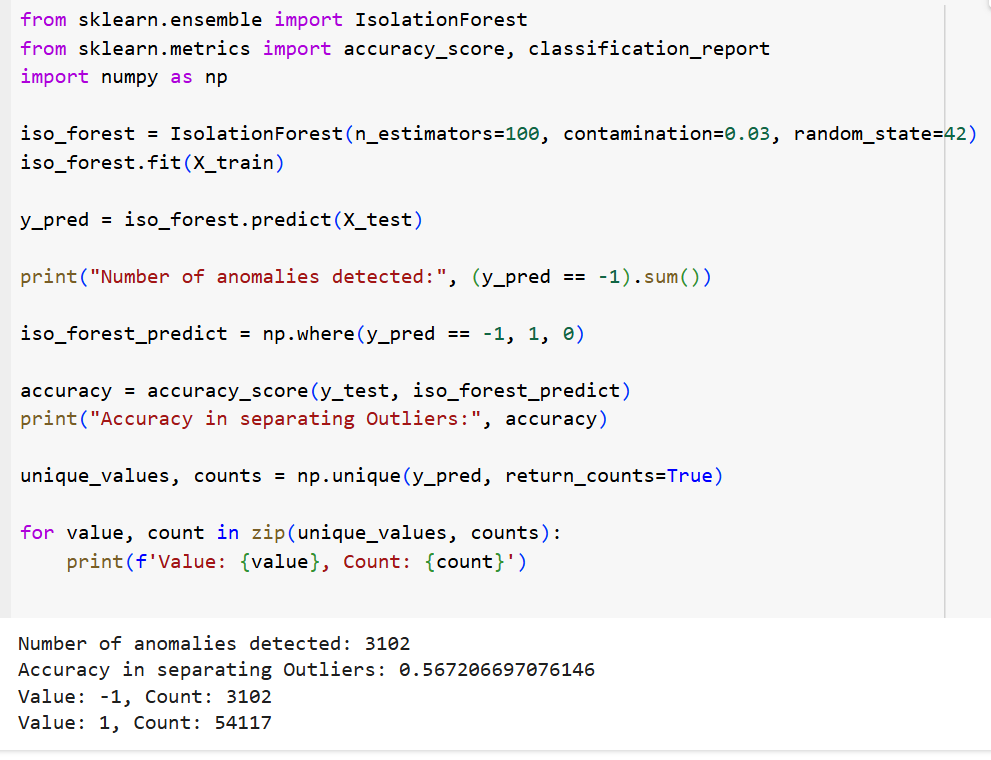 from sklearn.ensemble import IsolationForest
from sklearn.metrics import accuracy_score, classification_report
import numpy as np
iso_forest = IsolationForest(n_estimators=100, contamination=0.03, random_state=42)
iso_forest.fit(X_train)
y_pred = iso_forest.predict(X_test)
print("Number of anomalies detected:", (y_pred == -1).sum())
iso_forest_predict = np.where(y_pred == -1, 1, 0)
accuracy = accuracy_score(y_test, iso_forest_predict)
print("Accuracy in separating Outliers:", accuracy)
unique_values, counts = np.unique(y_pred, return_counts=True)
for value, count in zip(unique_values, counts):
    print(f'Value: {value}, Count: {count}')
Number of anomalies detected: 3102
Accuracy in separating Outliers: 0.567206697076146
Value: -1, Count: 3102
Value: 1, Count: 54117